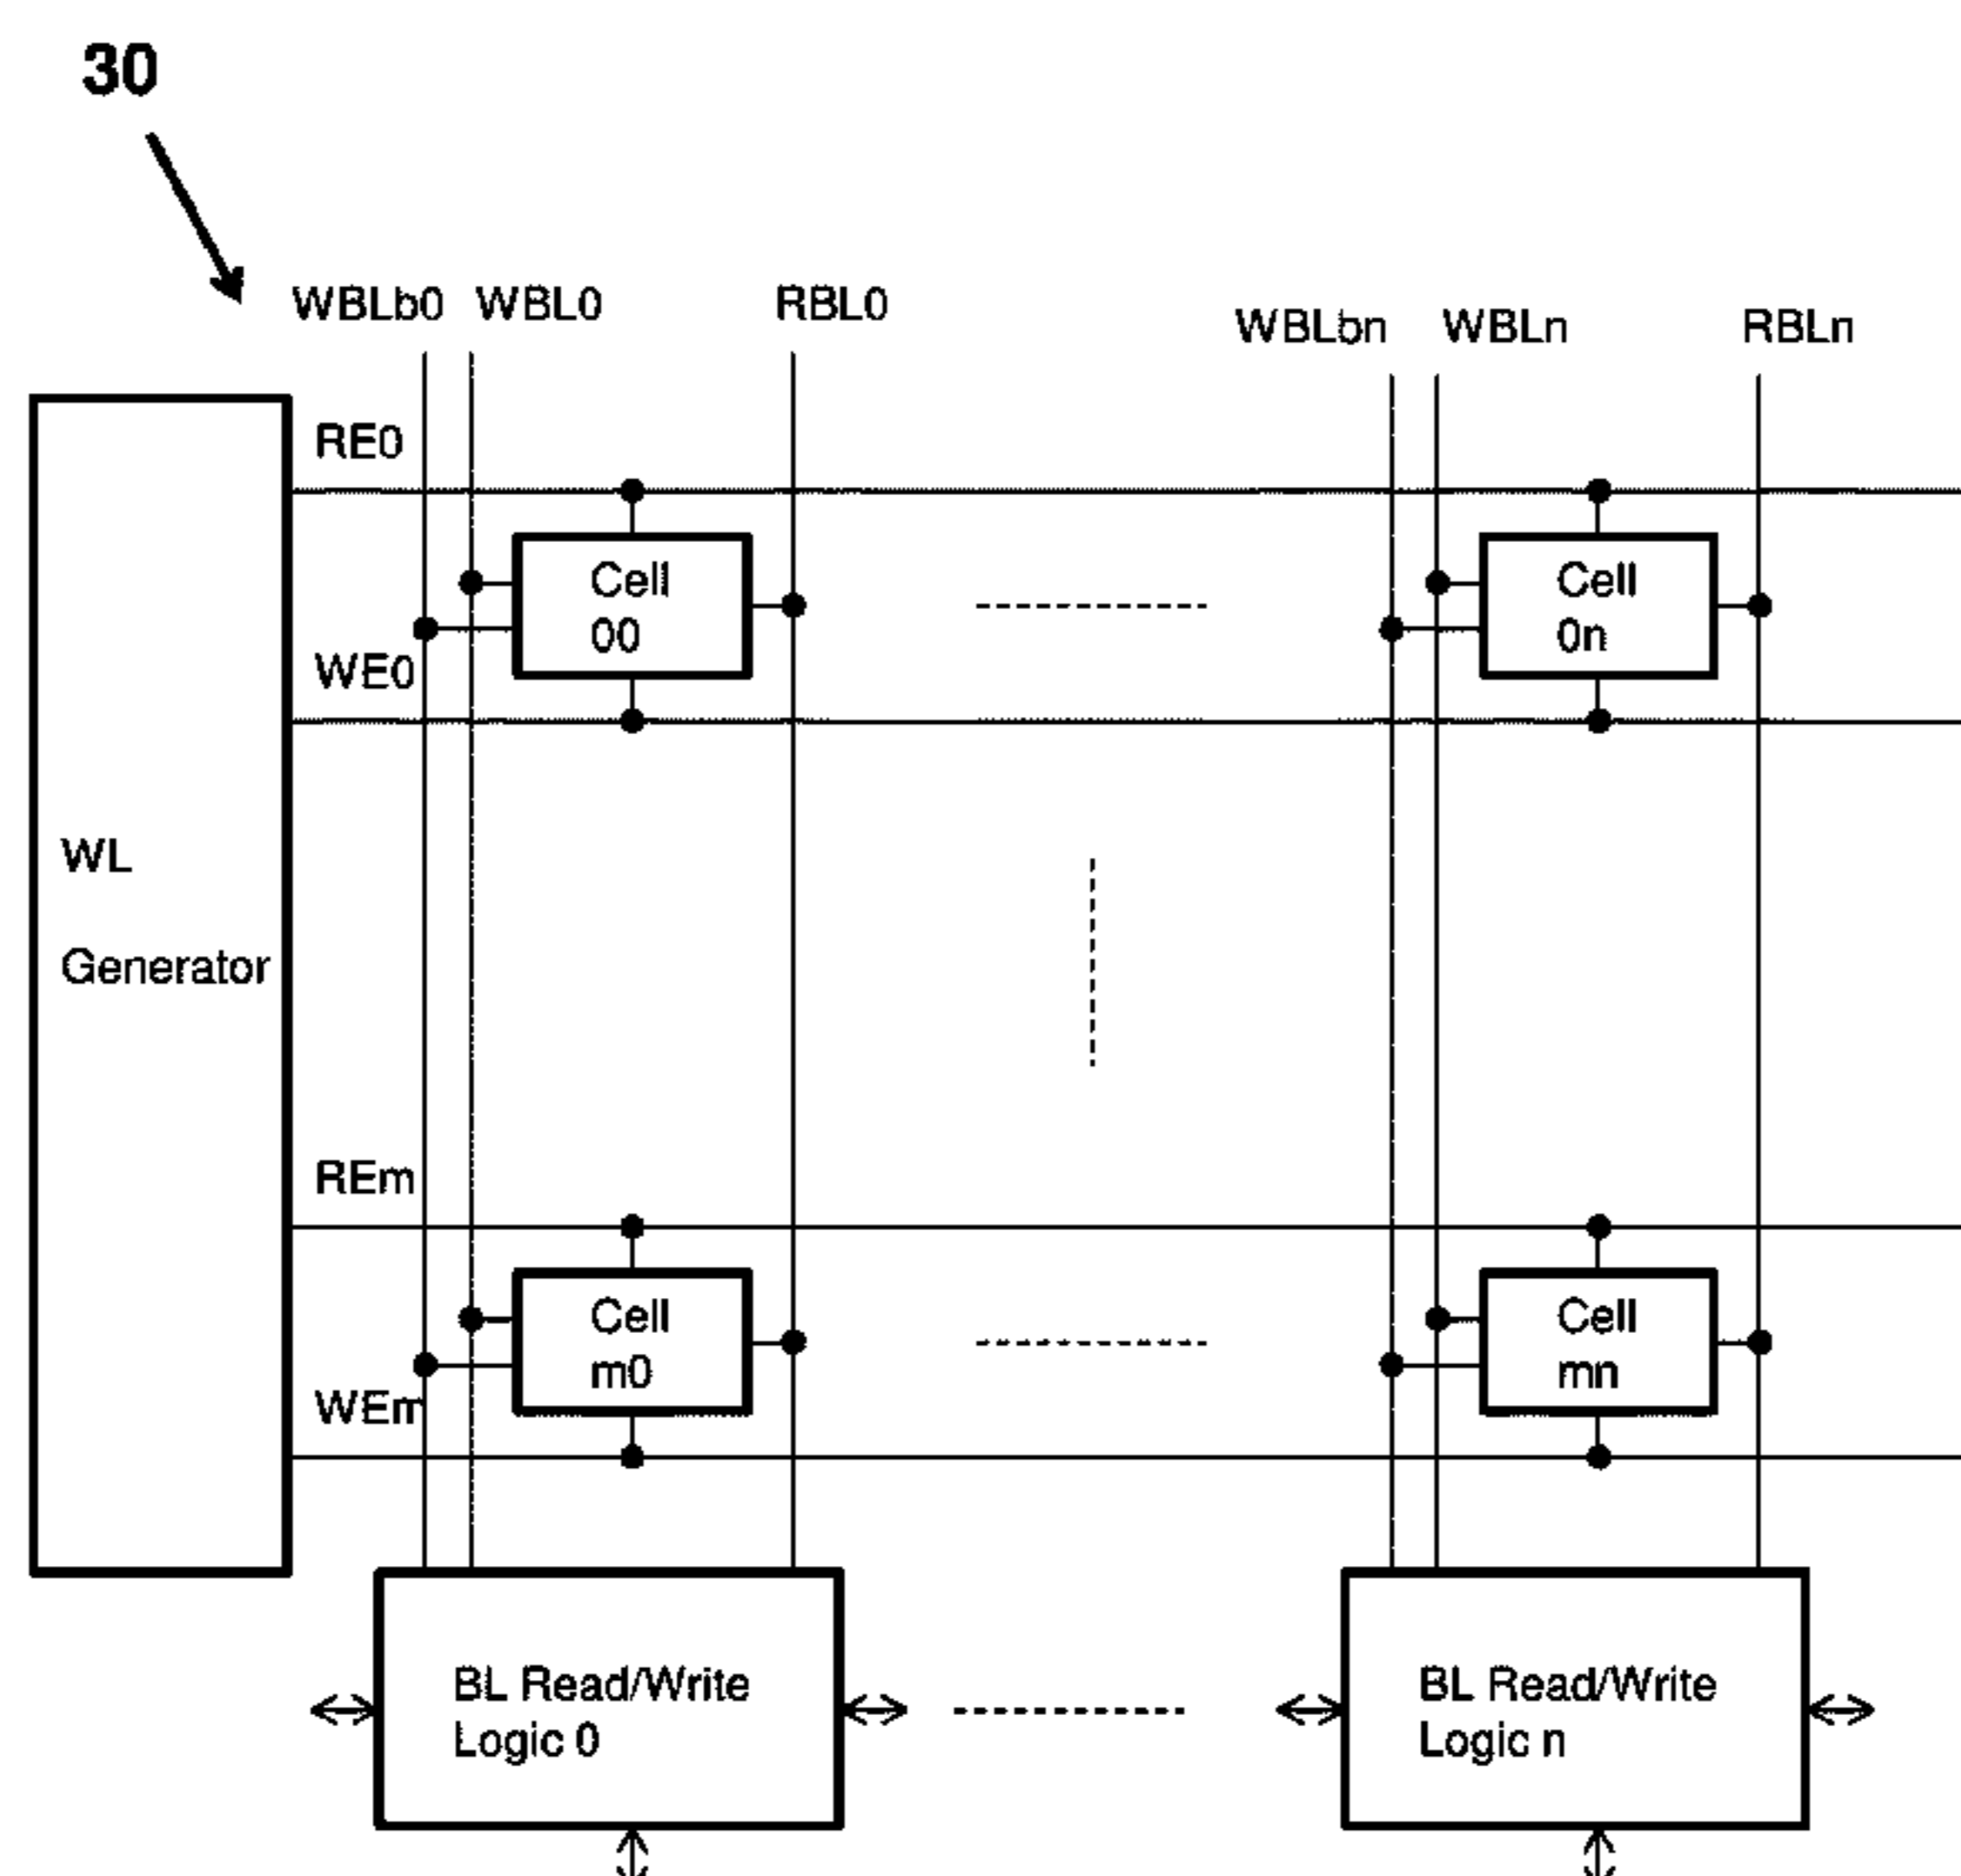 30
WBLb0 WBL0 RBL0
WBLbn WBLn RBLn
RE0
Cell
00
Cell
0n
WE0
WL
Generator
REm
Cell
m0
Cell
mn
WEm
BL Read/Write
Logic 0
BL Read/Write
Logic n